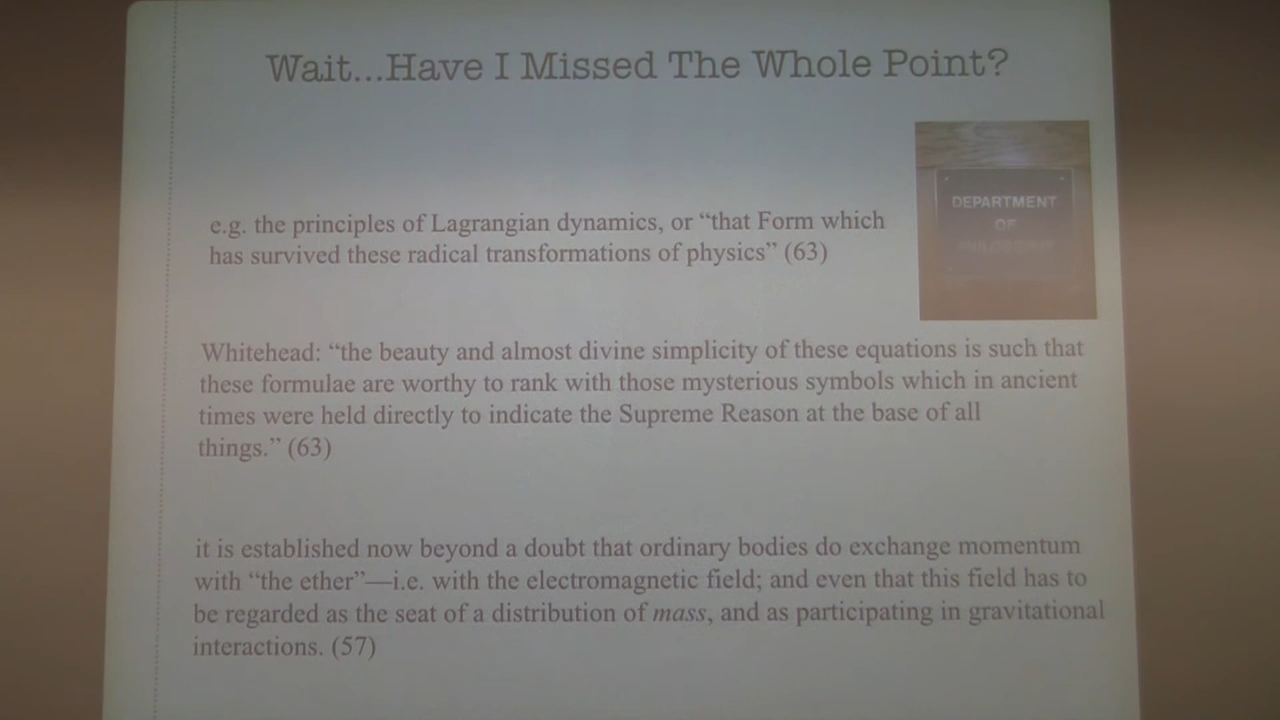 Wait...Have I Missed The Whole Point?
DEPARTMENT
OF
PHILOSOPHY
e.g. the principles of Lagrangian dynamics, or “that Form which
has survived these radical transformations of physics” (63)
Whitehead: “the beauty and almost divine simplicity of these equations is such that
these formulae are worthy to rank with those mysterious symbols which in ancient
times were held directly to indicate the Supreme Reason at the base of all
things.” (63)
it is established now beyond a doubt that ordinary bodies do exchange momentum
with “the ether”—i.e. with the electromagnetic field; and even that this field has to
be regarded as the seat of a distribution of mass, and as participating in gravitational
interactions. (57)